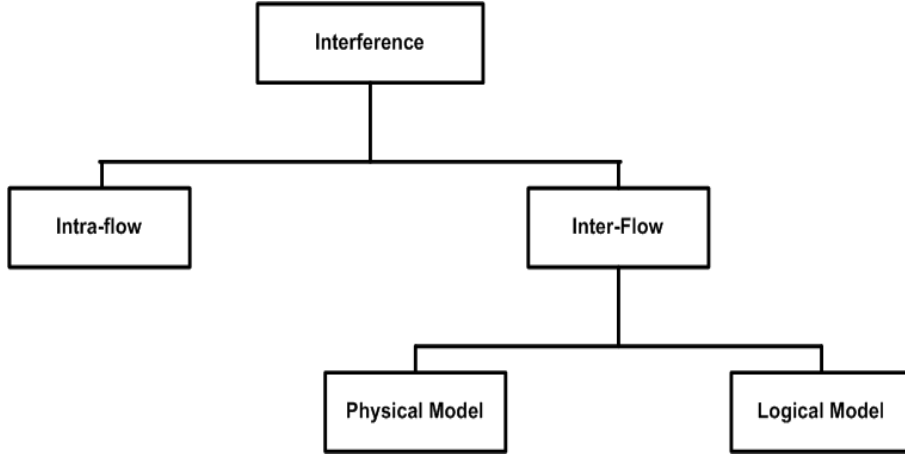 Interference
Intra-flow
Inter-Flow
Physical Model
Logical Model